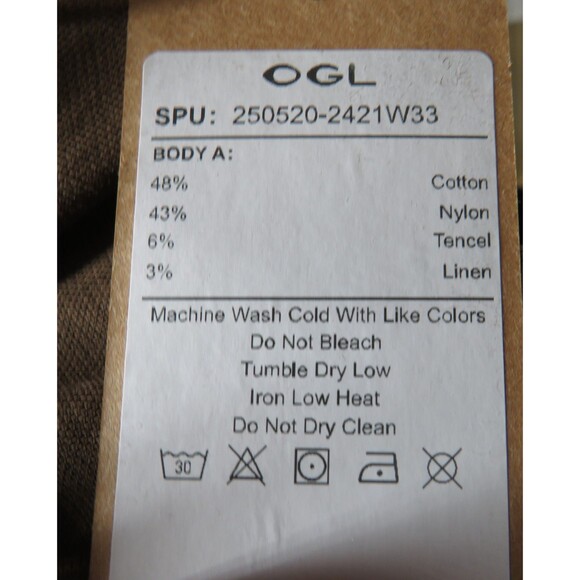 OGL
SPU: 250520-2421W33
BODY A:
48% Cotton
43% Nylon
6% Tencel
3% Linen
Machine Wash Cold With Like Colors
Do Not Bleach
Tumble Dry Low
Iron Low Heat
Do Not Dry Clean
30